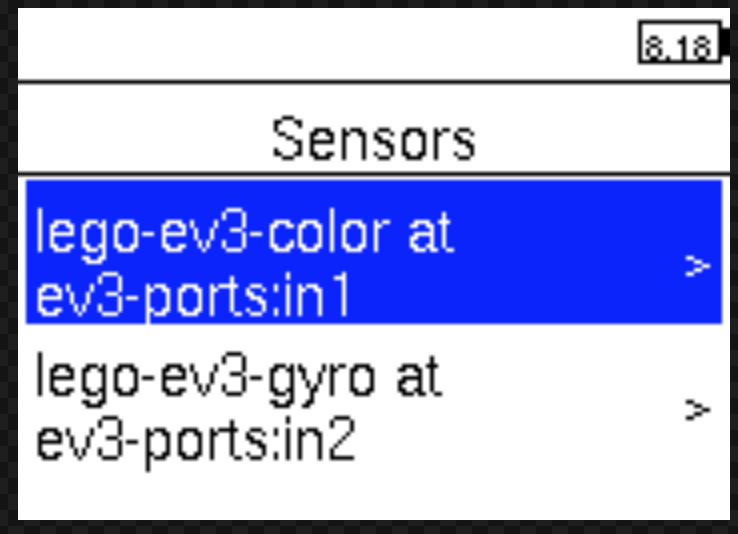 8.18
Sensors
lego-ev3-color at
ev3-ports:in1
>
lego-ev3-gyro at
ev3-ports:in2
>